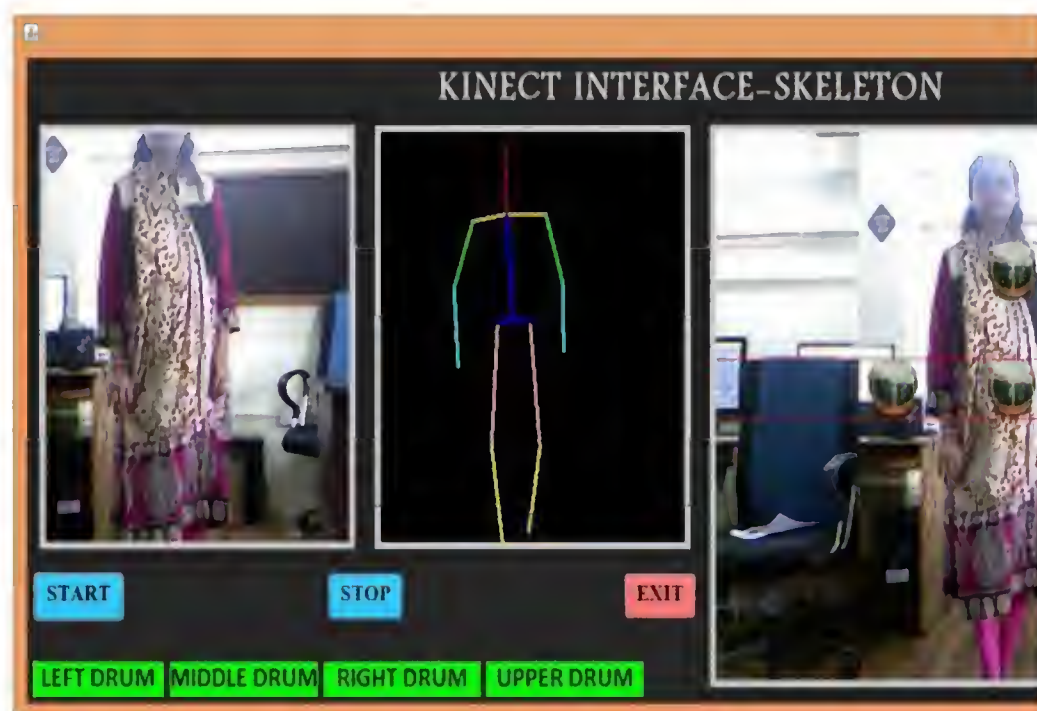 KINECT INTERFACE-SKELETON
START
STOP
EXIT
LEFT DRUM
MIDDLE DRUM
RIGHT DRUM
UPPER DRUM